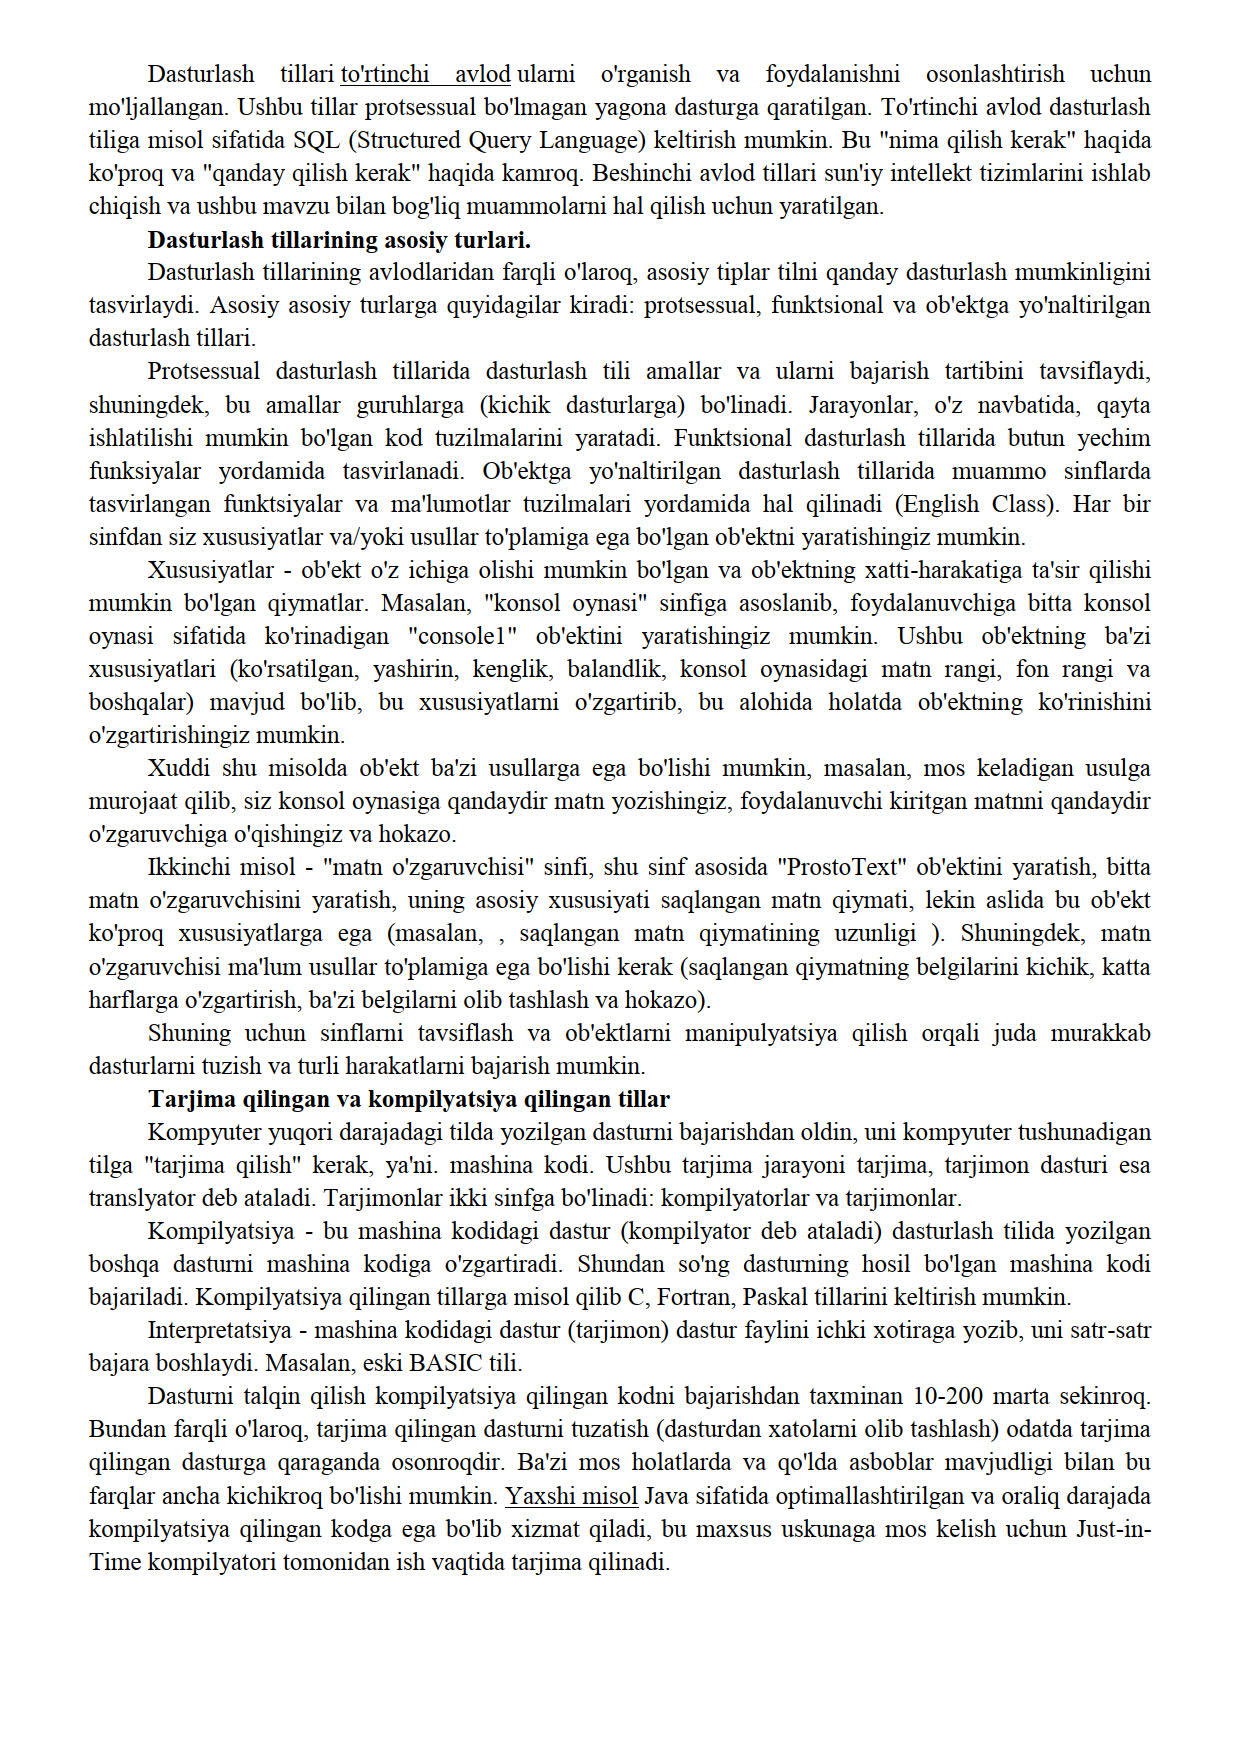 Dasturlash tillari to'rtinchi avlod ularni o'rganish va foydalanishni osonlashtirish uchun
mo'ljallangan. Ushbu tillar protsessual bo'lmagan yagona dasturga qaratilgan. To'rtinchi avlod dasturlash
tiliga misol sifatida SQL (Structured Query Language) keltirish mumkin. Bu "nima qilish kerak" haqida
ko'proq va "qanday qilish kerak" haqida kamroq. Beshinchi avlod tillari sun'iy intellekt tizimlarini ishlab
chiqish va ushbu mavzu bilan bog'liq muammolarni hal qilish uchun yaratilgan.
Dasturlash tillarining asosiy turlari.
Dasturlash tillarining avlodlaridan farqli o'laroq, asosiy tiplar tilni qanday dasturlash mumkinligini
tasvirlaydi. Asosiy asosiy turlarga quyidagilar kiradi: protsessual, funktsional va ob'ektga yo'naltirilgan
dasturlash tillari.
Protsessual dasturlash tillarida dasturlash tili amallar va ularni bajarish tartibini tavsiflaydi,
shuningdek, bu amallar guruhlarga (kichik dasturlarga) bo'linadi. Jarayonlar, o'z navbatida, qayta
ishlatilishi mumkin bo'lgan kod tuzilmalarini yaratadi. Funktsional dasturlash tillarida butun yechim
funksiyalar yordamida tasvirlanadi. Ob'ektga yo'naltirilgan dasturlash tillarida muammo sinflarda
tasvirlangan funktsiyalar va ma'lumotlar tuzilmalari yordamida hal qilinadi (English Class). Har bir
sinfdan siz xususiyatlar va/yoki usullar to'plamiga ega bo'lgan ob'ektni yaratishingiz mumkin.
Xususiyatlar - ob'ekt o'z ichiga olishi mumkin bo'lgan va ob'ektning xatti-harakatiga ta'sir qilishi
mumkin bo'lgan qiymatlar. Masalan, "konsol oynasi" sinfiga asoslanib, foydalanuvchiga bitta konsol
oynasi sifatida ko'rinadigan "console1" ob'ektini yaratishingiz mumkin. Ushbu ob'ektning ba'zi
xususiyatlari (ko'rsatilgan, yashirin, kenglik, balandlik, konsol oynasidagi matn rangi, fon rangi va
boshqalar) mavjud bo'lib, bu xususiyatlarni o'zgartirib, bu alohida holatda ob'ektning ko'rinishini
o'zgartirishingiz mumkin.
Xuddi shu misolda ob'ekt ba'zi usullarga ega bo'lishi mumkin, masalan, mos keladigan usulga
murojaat qilib, siz konsol oynasiga qandaydir matn yozishingiz, foydalanuvchi kiritgan matnni qandaydir
o'zgaruvchiga o'qishingiz va hokazo.
Ikkinchi misol - "matn o'zgaruvchisi" sinfi, shu sinf asosida "ProstoText" ob'ektini yaratish, bitta
matn o'zgaruvchisini yaratish, uning asosiy xususiyati saqlangan matn qiymati, lekin aslida bu ob'ekt
ko'proq xususiyatlarga ega (masalan, , saqlangan matn qiymatining uzunligi ). Shuningdek, matn
o'zgaruvchisi ma'lum usullar to'plamiga ega bo'lishi kerak (saqlangan qiymatning belgilarini kichik, katta
harflarga o'zgartirish, ba'zi belgilarni olib tashlash va hokazo).
Shuning uchun sinflarni tavsiflash va ob'ektlarni manipulyatsiya qilish orqali juda murakkab
dasturlarni tuzish va turli harakatlarni bajarish mumkin.
Tarjima qilingan va kompilyatsiya qilingan tillar
Kompyuter yuqori darajadagi tilda yozilgan dasturni bajarishdan oldin, uni kompyuter tushunadigan
tilga "tarjima qilish" kerak, ya'ni. mashina kodi. Ushbu tarjima jarayoni tarjima, tarjimon dasturi esa
translyator deb ataladi. Tarjimonlar ikki sinfga bo'linadi: kompilyatorlar va tarjimonlar.
Kompilyatsiya - bu mashina kodidagi dastur (kompilyator deb ataladi) dasturlash tilida yozilgan
boshqa dasturni mashina kodiga o'zgartiradi. Shundan so'ng dasturning hosil bo'lgan mashina kodi
bajariladi. Kompilyatsiya qilingan tillarga misol qilib C, Fortran, Paskal tillarini keltirish mumkin.
Interpretatsiya - mashina kodidagi dastur (tarjimon) dastur faylini ichki xotiraga yozib, uni satr-satr
bajara boshlaydi. Masalan, eski BASIC tili.
Dasturni talqin qilish kompilyatsiya qilingan kodni bajarishdan taxminan 10-200 marta sekinroq.
Bundan farqli o'laroq, tarjima qilingan dasturni tuzatish (dasturdan xatolarni olib tashlash) odatda tarjima
qilingan dasturga qaraganda osonroqdir. Ba'zi mos holatlarda va qo'lda asboblar mavjudligi bilan bu
farqlar ancha kichikroq bo'lishi mumkin. Yaxshi misol Java sifatida optimallashtirilgan va oraliq darajada
kompilyatsiya qilingan kodga ega bo'lib xizmat qiladi, bu maxsus uskunaga mos kelish uchun Just-in-
Time kompilyatori tomonidan ish vaqtida tarjima qilinadi.